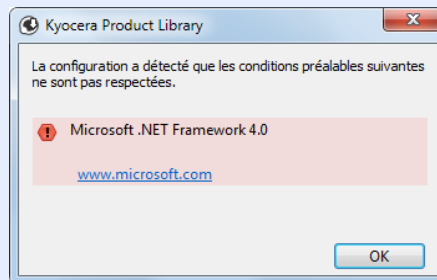 Kyocera Product Library
La configuration a détecté que les conditions préalables suivantes
ne sont pas respectées.
Microsoft .NET Framework 4.0
www.microsoft.com
OK